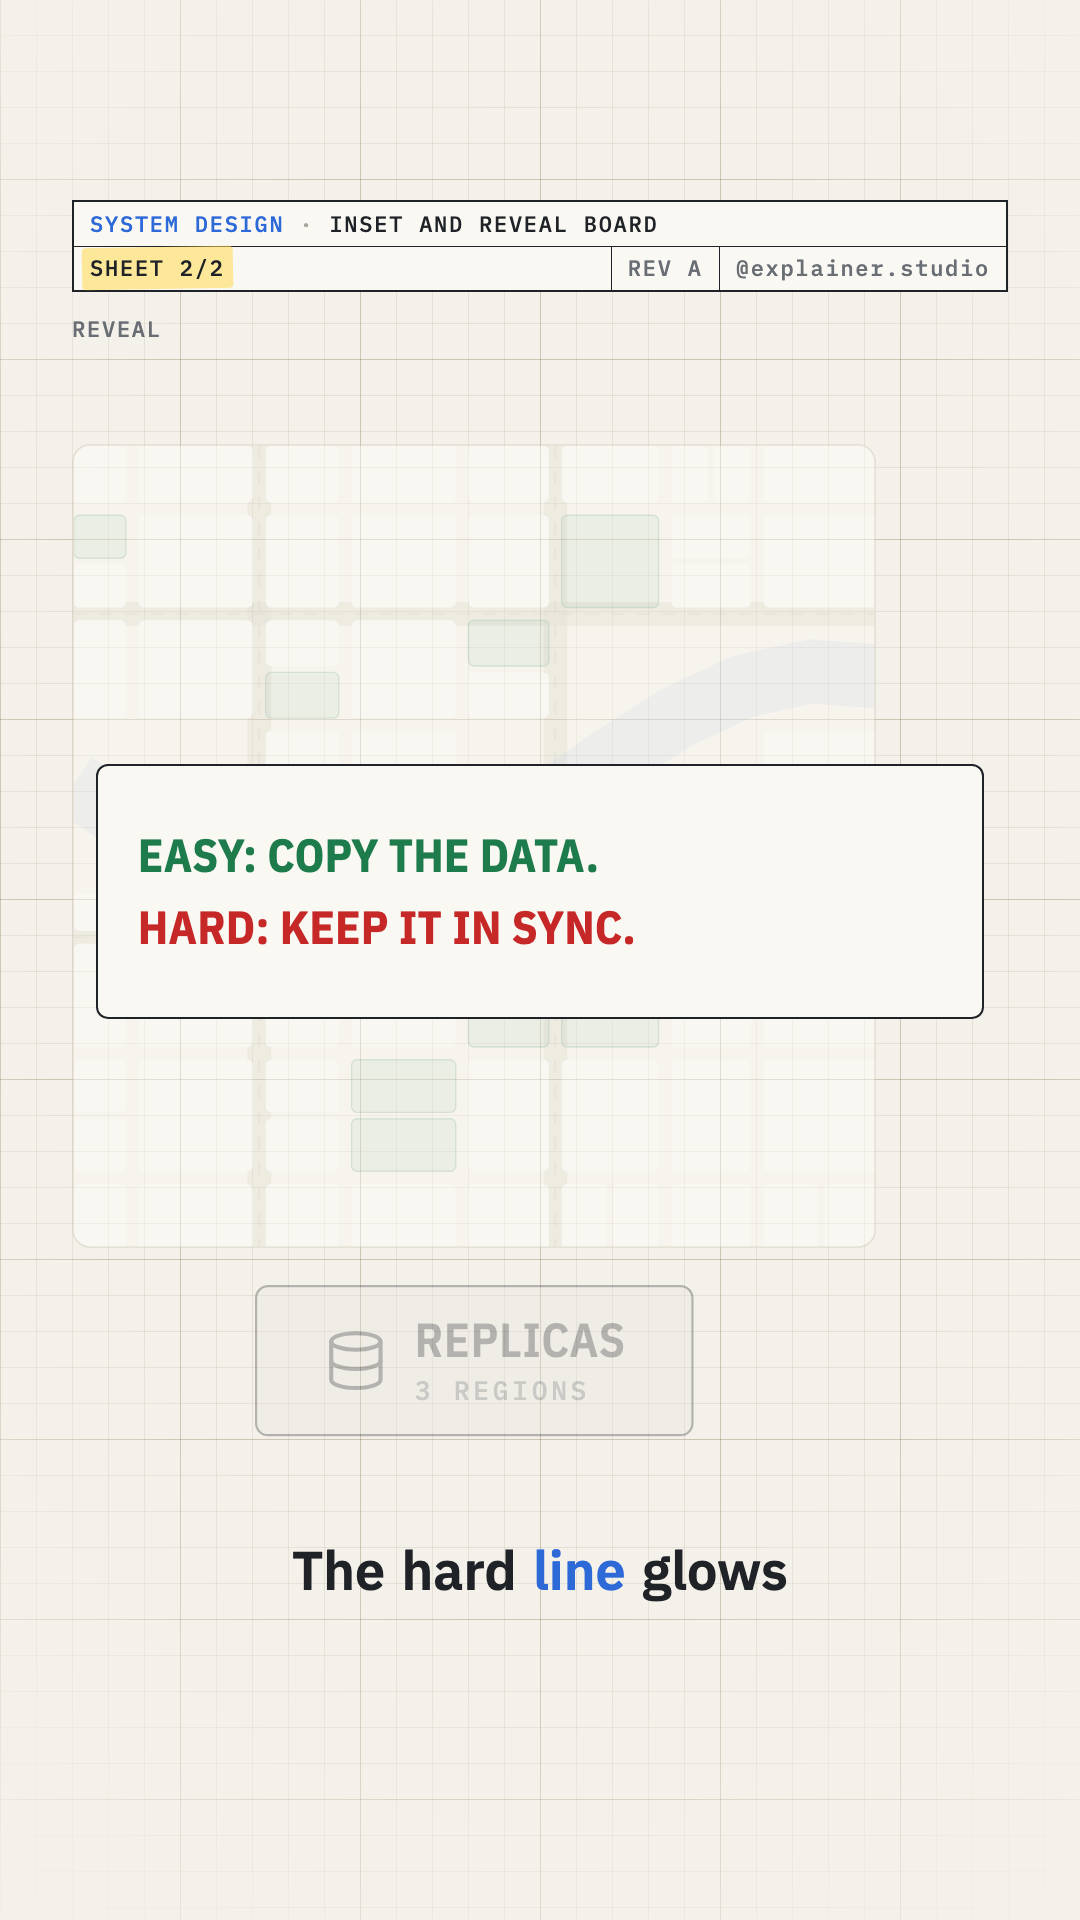 SYSTEM DESIGN · INSET AND REVEAL BOARD
SHEET 2/2
REV A
@explainer.studio
REVEAL
EASY: COPY THE DATA.
HARD: KEEP IT IN SYNC.
REPLICAS
3 REGIONS
The hard line glows